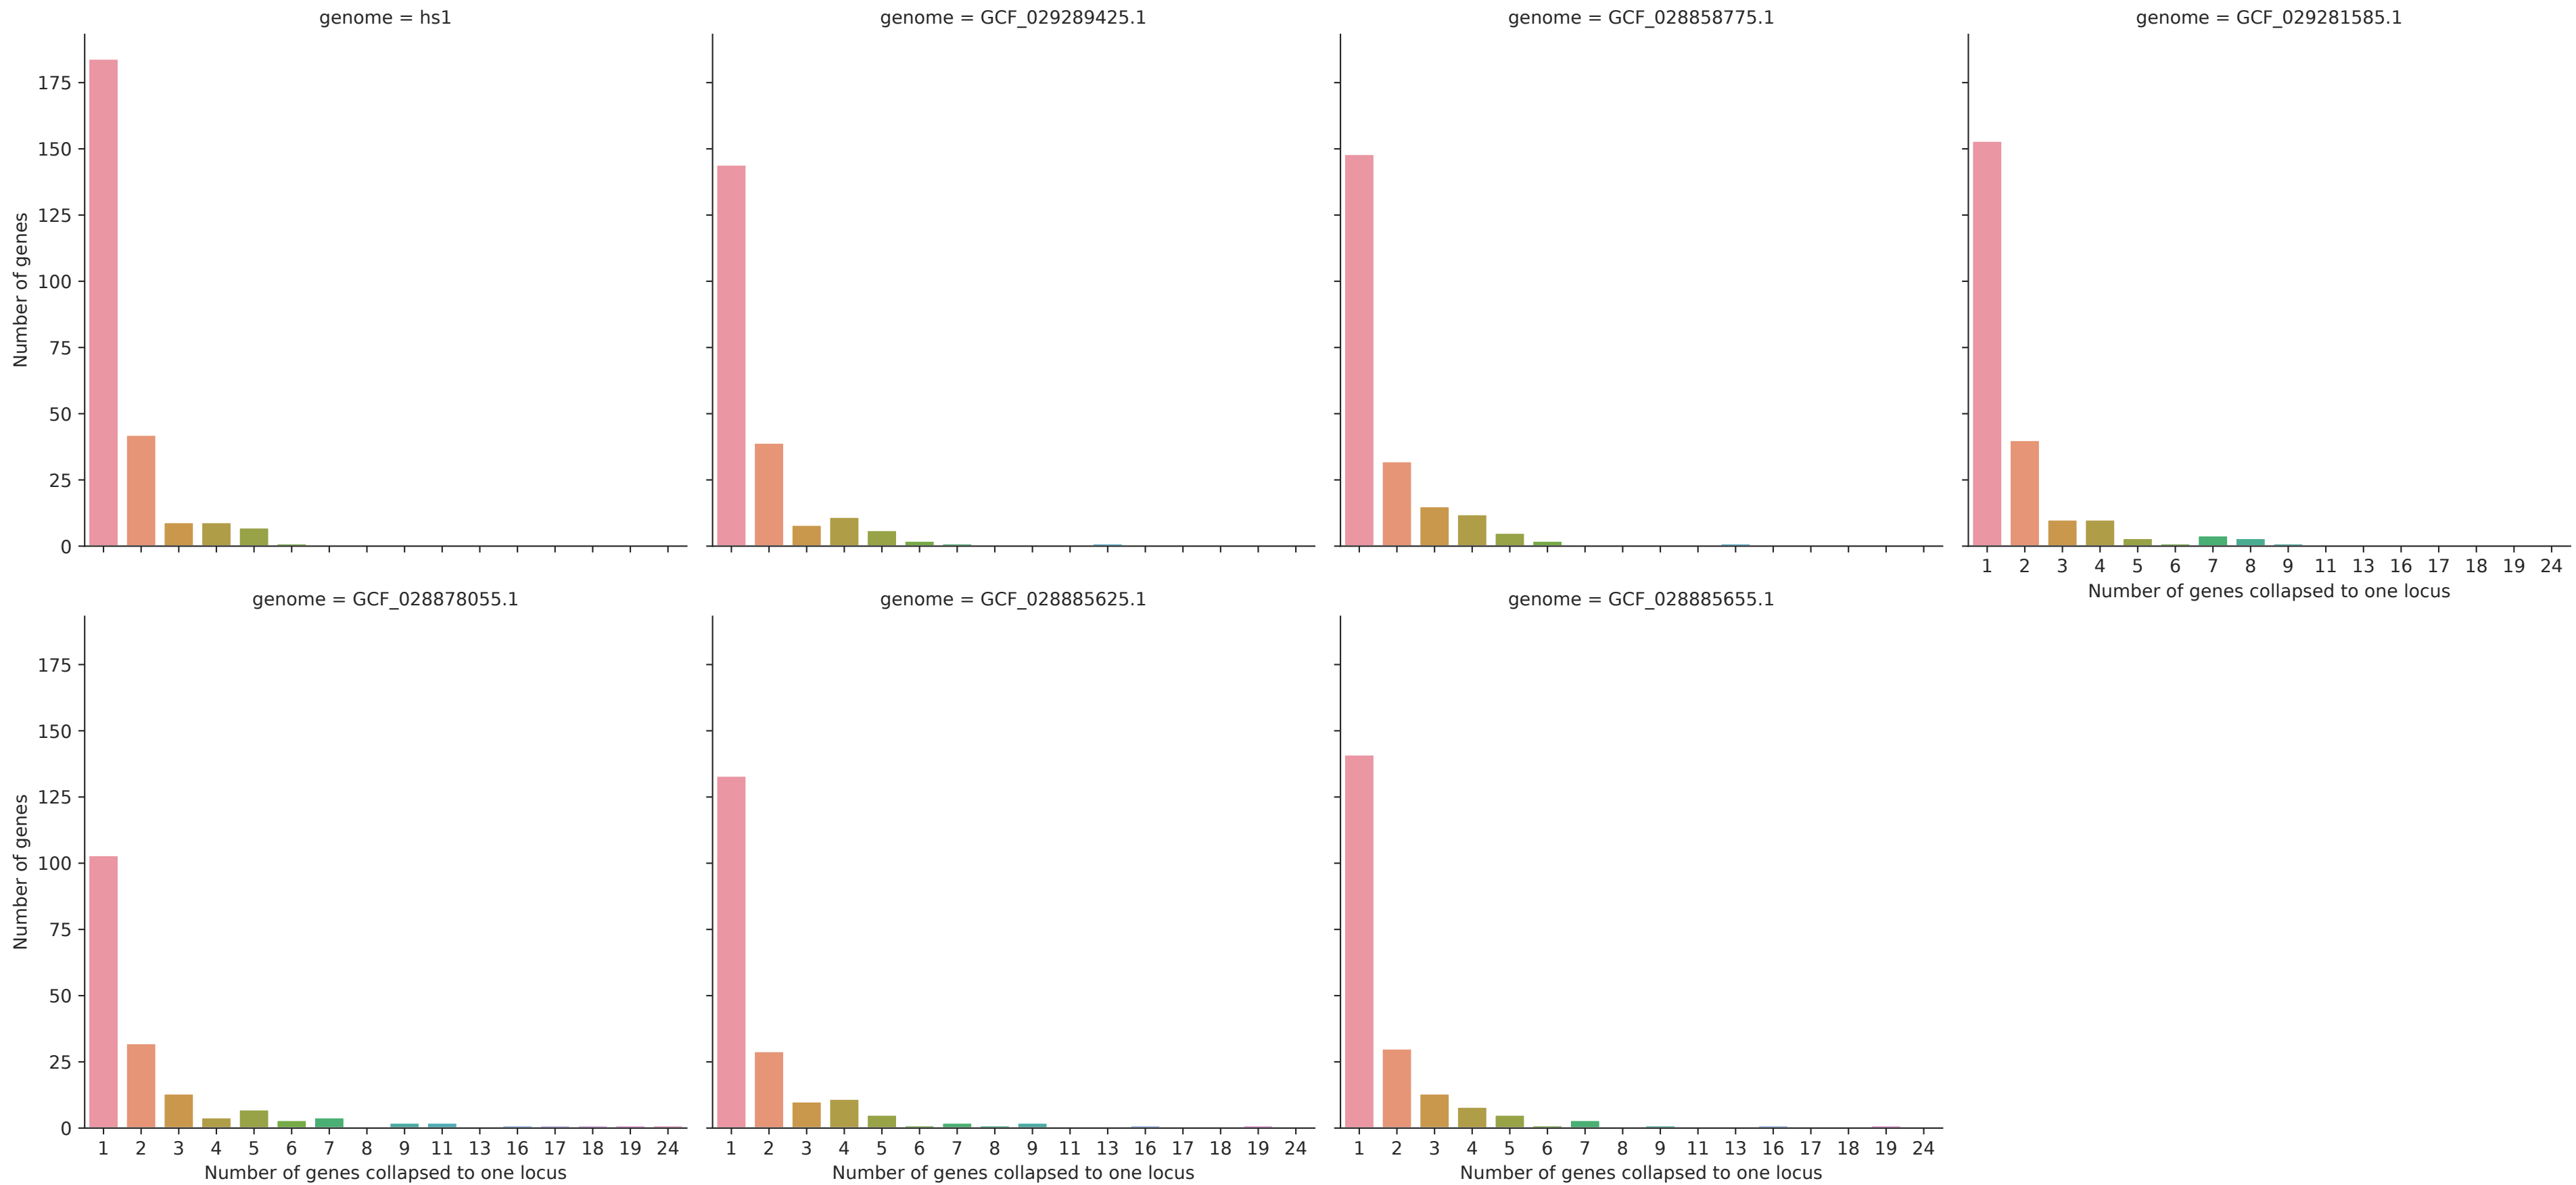 genome = hs1
genome = GCF_029289425.1
genome = GCF_028858775.1
genome = GCF_029281585.1
Number of genes
175
150
125
100
75
50
25
0
1 2 3 4 5 6 7 8 9 11 13 16 17 18 19 24
Number of genes collapsed to one locus
genome = GCF_028878055.1
genome = GCF_028885625.1
genome = GCF_028885655.1
Number of genes
175
150
125
100
75
50
25
0
1 2 3 4 5 6 7 8 9 11 13 16 17 18 19 24
Number of genes collapsed to one locus
1 2 3 4 5 6 7 8 9 11 13 16 17 18 19 24
Number of genes collapsed to one locus
1 2 3 4 5 6 7 8 9 11 13 16 17 18 19 24
Number of genes collapsed to one locus